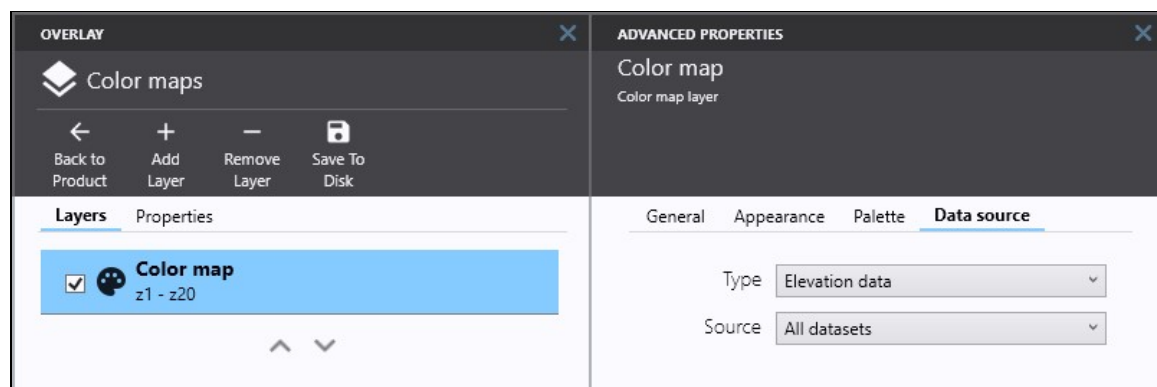 OVERLAY
Color maps
Back to Product
Add Layer
Remove Layer
Save To Disk
Layers Properties
Color map
z1 - z20
ADVANCED PROPERTIES
Color map
Color map layer
General Appearance Palette Data source
Type Elevation data
Source All datasets